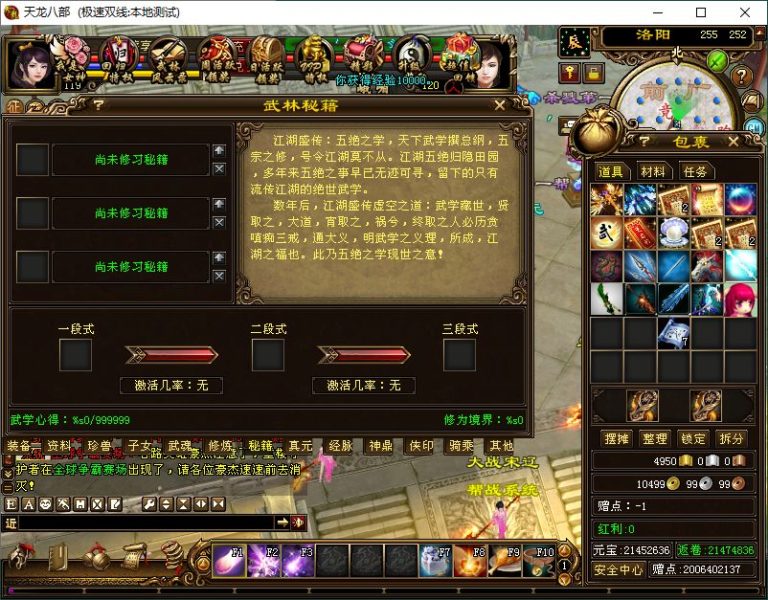 天龙八部 (极速双线:本地测试)
洛阳 255 252
北
119
你获得经验10000。
120
征
武林秘籍
尚未修习秘籍
尚未修习秘籍
尚未修习秘籍
江湖盛传：五绝之学，天下武学撰总纲，五
宗之修，号令江湖莫不从。江湖五绝归隐田园
，多年来五绝之事早已无迹可寻，留下的只有
流传江湖的绝世武学。
数年后，江湖盛传虚空之道：武学藏世，贤
取之，大道，宵取之，祸兮，终取之人必历贪
嗔痴三戒，通大义，明武学之义理，所成，江
湖之福也。此乃五绝之学现世之意！
一段式
二段式
三段式
激活几率：无
激活几率：无
武学心得：%s0/999999
修为境界：%s0
装备 资料 珍兽 子女 武魂 修炼 秘籍 真元 经脉 神鼎 侠印 骑乘 其他
护者在全球争霸赛场出现了，请各位豪杰速速前去消
灭！
大战宋辽
帮战系统
近
F1 F2 F3 F7 F8 F9 F10
1
包裹
道具 材料 任务
2
2 2
7
摆摊 整理 锁定 拆分
4950 0 0
10499 99 99
赠点：-1
红利:0
元宝:21452636 返卷:21474836
安全中心 赠点:2006402137